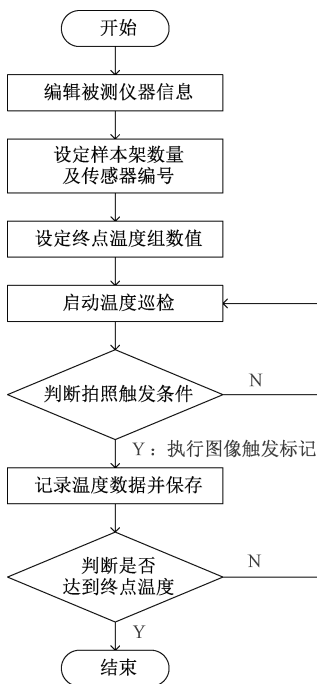 开始
编辑被测仪器信息
设定样本架数量
及传感器编号
设定终点温度组数值
启动温度巡检
判断拍照触发条件
N
Y：执行图像触发标记
记录温度数据并保存
判断是否
达到终点温度
N
Y
结束